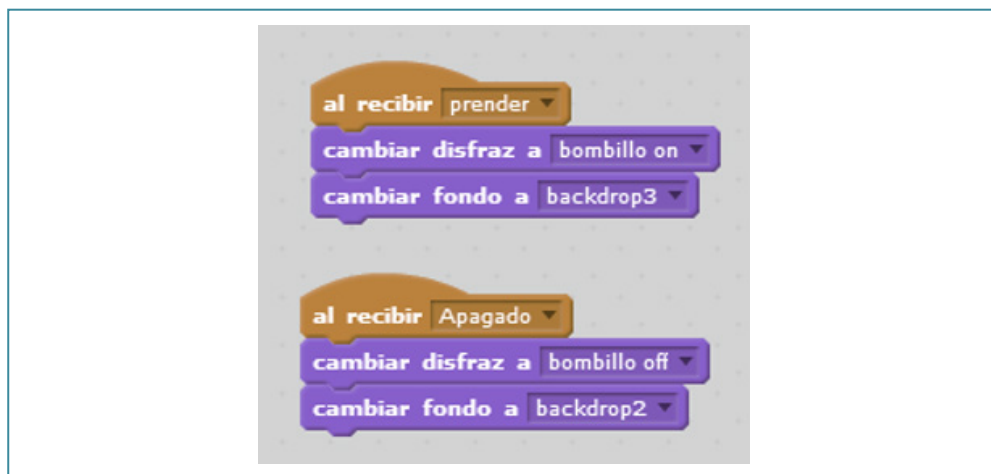 al recibir prender
cambiar disfraz a bombillo on
cambiar fondo a backdrop3
al recibir Apagado
cambiar disfraz a bombillo off
cambiar fondo a backdrop2